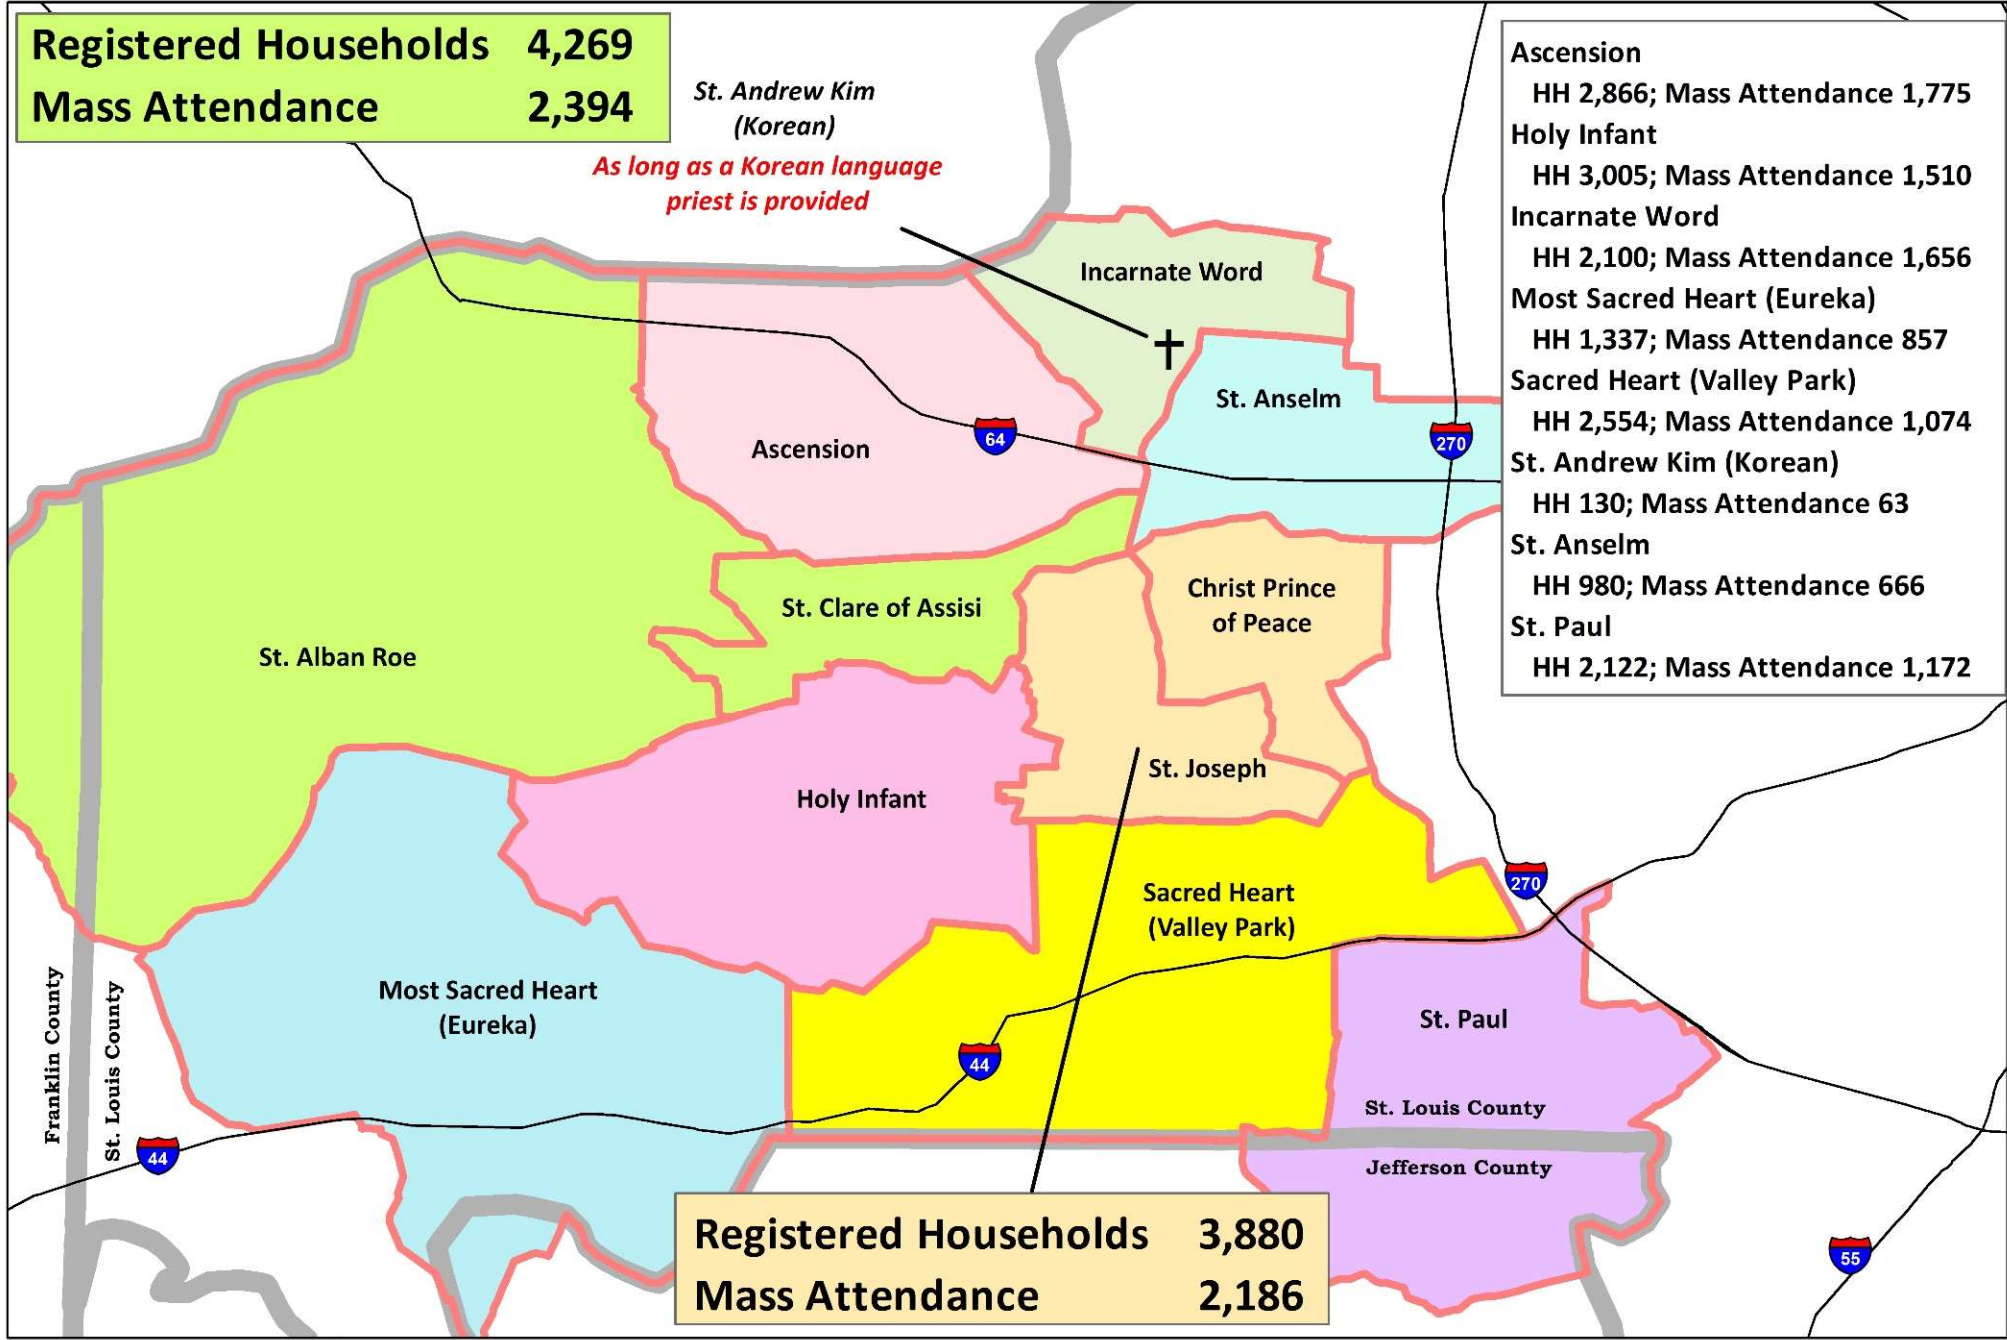 Registered Households 4,269
Mass Attendance 2,394
St. Andrew Kim
(Korean)
As long as a Korean language
priest is provided
Ascension
HH 2,866; Mass Attendance 1,775
Holy Infant
HH 3,005; Mass Attendance 1,510
Incarnate Word
HH 2,100; Mass Attendance 1,656
Most Sacred Heart (Eureka)
HH 1,337; Mass Attendance 857
Sacred Heart (Valley Park)
HH 2,554; Mass Attendance 1,074
St. Andrew Kim (Korean)
HH 130; Mass Attendance 63
St. Anselm
HH 980; Mass Attendance 666
St. Paul
HH 2,122; Mass Attendance 1,172
Incarnate Word
St. Anselm
Ascension
64
270
Christ Prince
of Peace
St. Clare of Assisi
St. Alban Roe
St. Joseph
Holy Infant
270
Sacred Heart
(Valley Park)
Most Sacred Heart
(Eureka)
St. Paul
44
Franklin County
St. Louis County
St. Louis County
44
Jefferson County
55
Registered Households 3,880
Mass Attendance 2,186